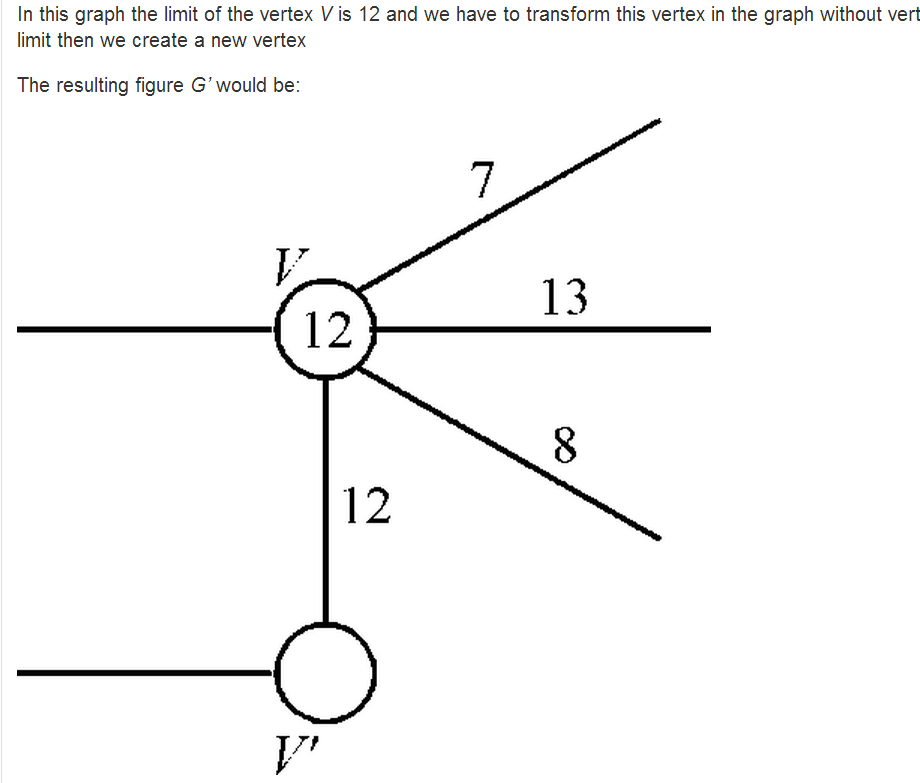 In this graph the limit of the vertex V is 12 and we have to transform this vertex in the graph without
limit then we create a new vertex
The resulting figure G' would be:
7
V
13
12
8
12
V'